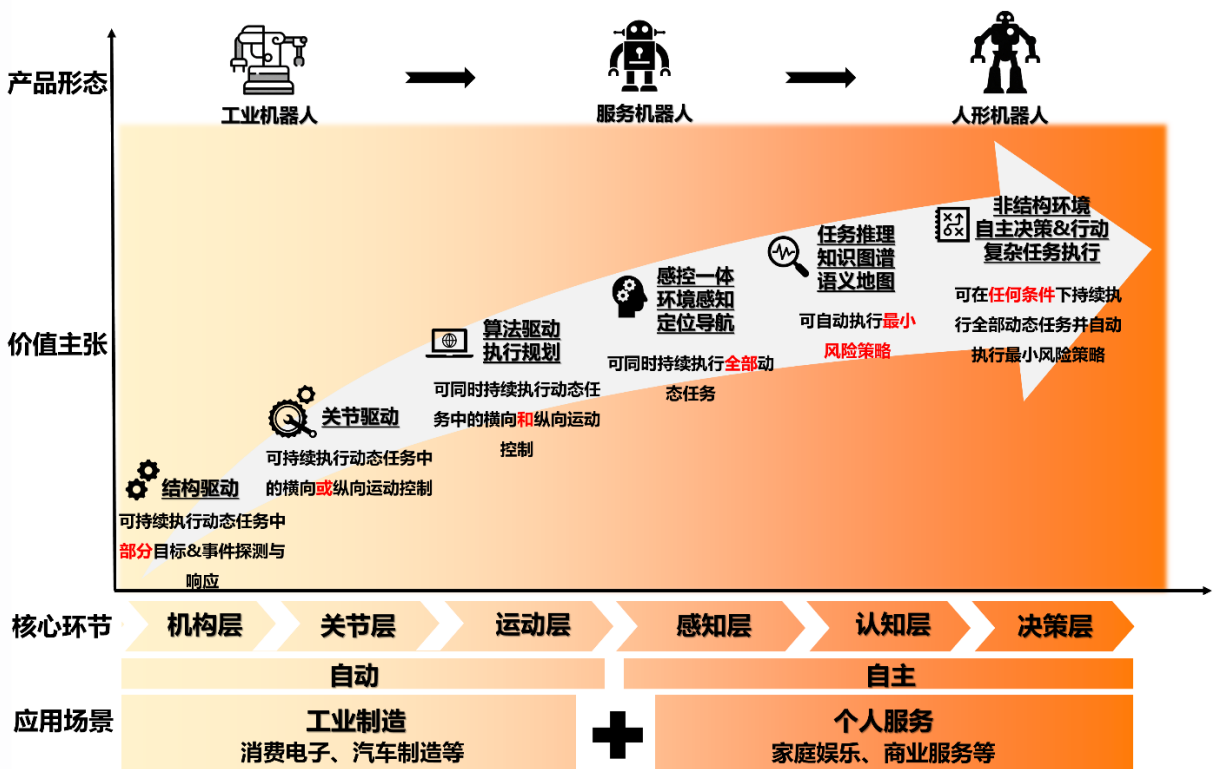 产品形态
工业机器人
服务机器人
人形机器人
价值主张
结构驱动
可持续执行动态任务中
部分目标&事件探测与
响应
关节驱动
可持续执行动态任务中
的横向或纵向运动控制
算法驱动
执行规划
可同时持续执行动态任
务中的横向和纵向运动
控制
感控一体
环境感知
定位导航
可同时持续执行全部动
态任务
任务推理
知识图谱
语义地图
可自动执行最小
风险策略
非结构环境
自主决策&行动
复杂任务执行
可在任何条件下持续执
行全部动态任务并自动
执行最小风险策略
核心环节
机构层
关节层
运动层
感知层
认知层
决策层
自动
自主
应用场景
工业制造
消费电子、汽车制造等
个人服务
家庭娱乐、商业服务等